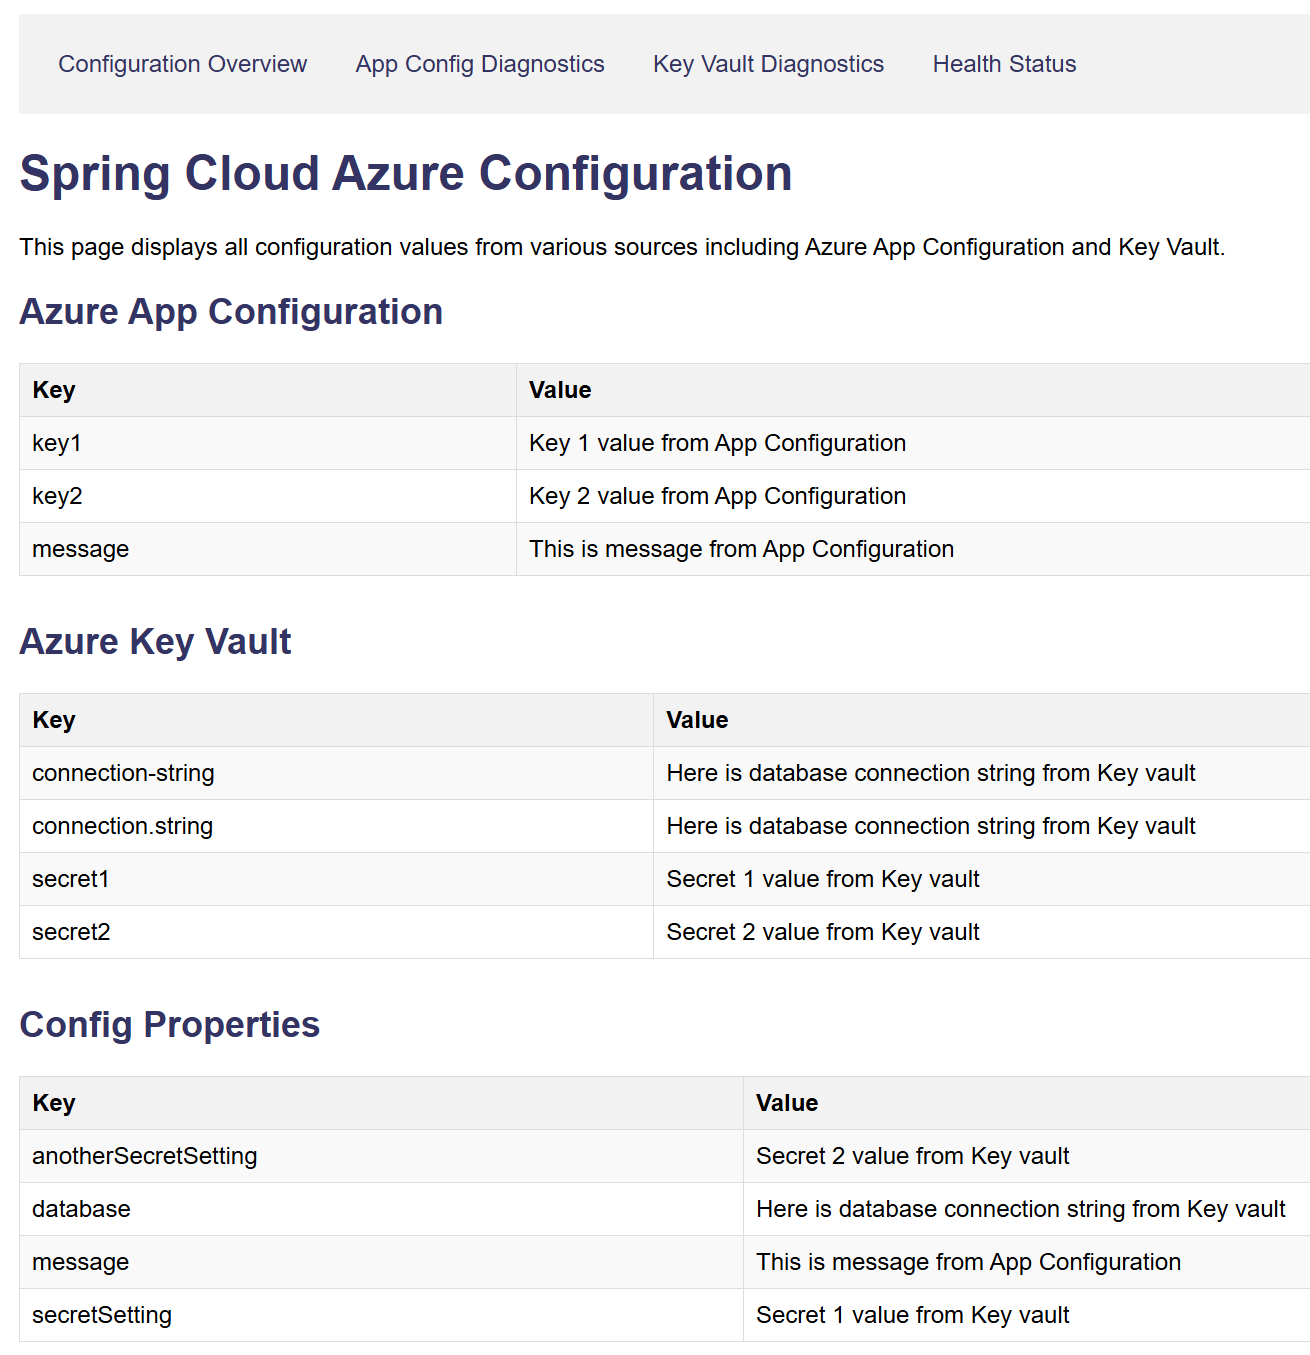 Configuration Overview App Config Diagnostics Key Vault Diagnostics Health Status
Spring Cloud Azure Configuration
This page displays all configuration values from various sources including Azure App Configuration and Key Vault.
Azure App Configuration
Key Value
key1 Key 1 value from App Configuration
key2 Key 2 value from App Configuration
message This is message from App Configuration
Azure Key Vault
Key Value
connection-string Here is database connection string from Key vault
connection.string Here is database connection string from Key vault
secret1 Secret 1 value from Key vault
secret2 Secret 2 value from Key vault
Config Properties
Key Value
anotherSecretSetting Secret 2 value from Key vault
database Here is database connection string from Key vault
message This is message from App Configuration
secretSetting Secret 1 value from Key vault